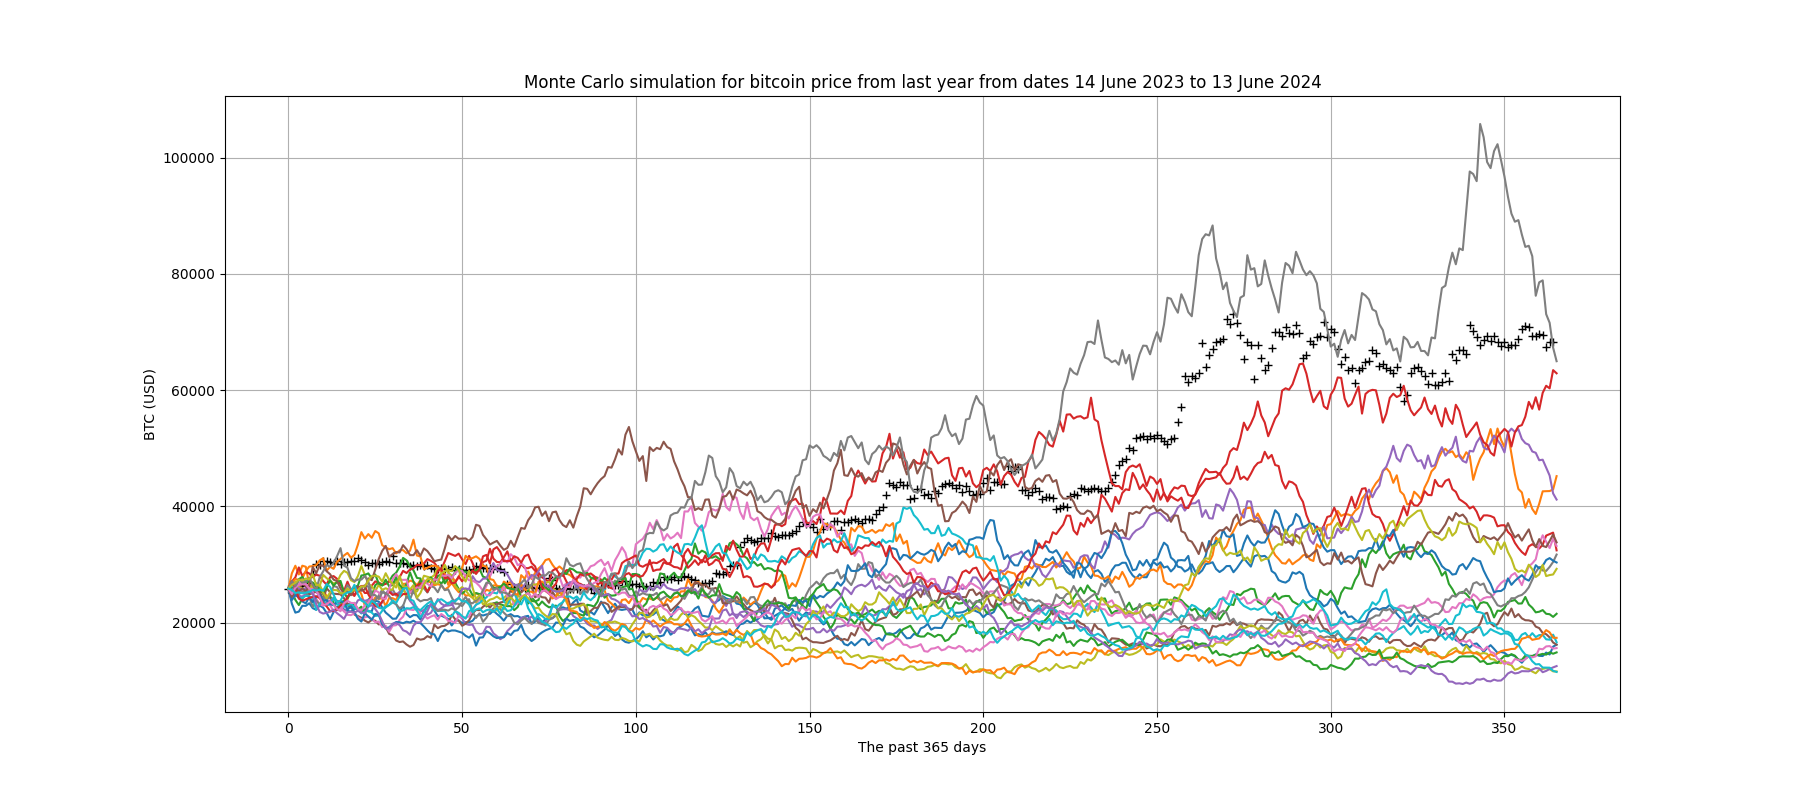 Monte Carlo simulation for bitcoin price from last year from dates 14 June 2023 to 13 June 2024
100000
80000
60000
40000
20000
BTC (USD)
0 50 100 150 200 250 300 350
The past 365 days